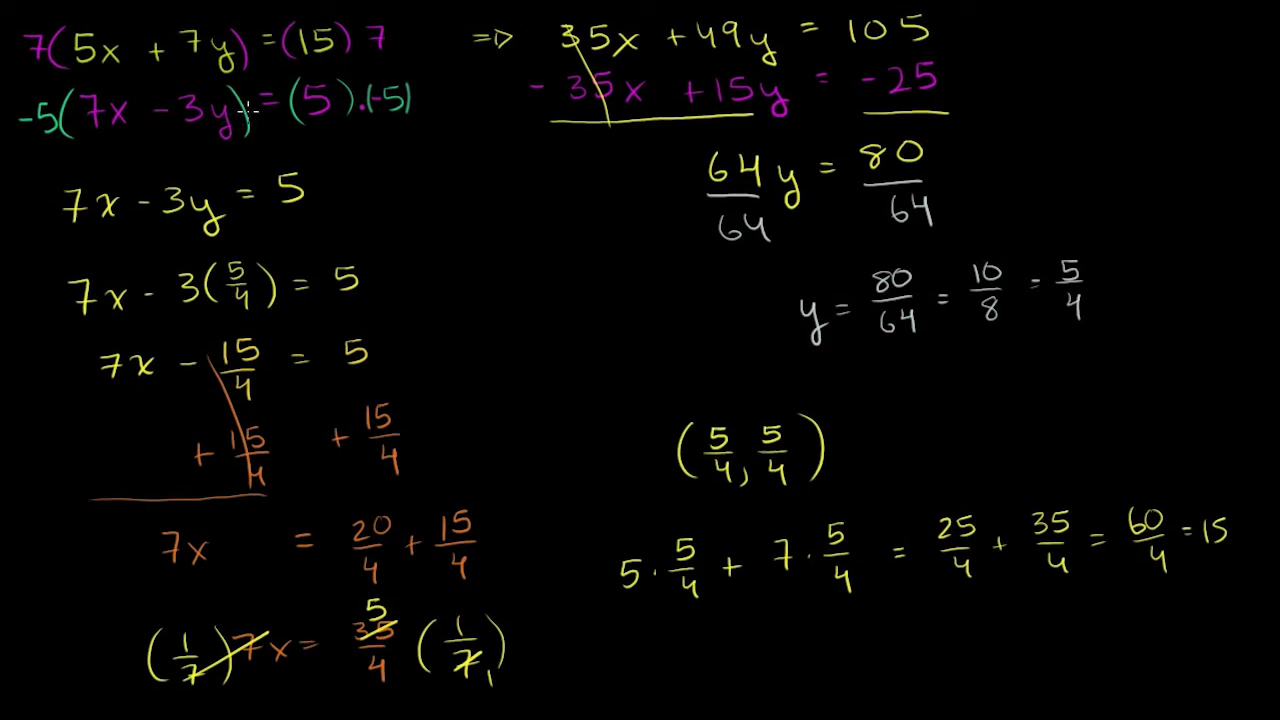 7(5x + 7y) = (15) 7
-5(7x - 3y) = (5)·(-5)
7x - 3y = 5
7x - 3(5/4) = 5
7x - 15/4 = 5
+ 15/4 + 15/4
7x = 20/4 + 15/4
(1/7) 7x = 35/4 (1/7)
5
1
⇒ 35x + 49y = 105
- 35x + 15y = -25
64y = 80
64 64
y = 80/64 = 10/8 = 5/4
(5/4, 5/4)
5 · 5/4 + 7 · 5/4 = 25/4 + 35/4 = 60/4 = 15